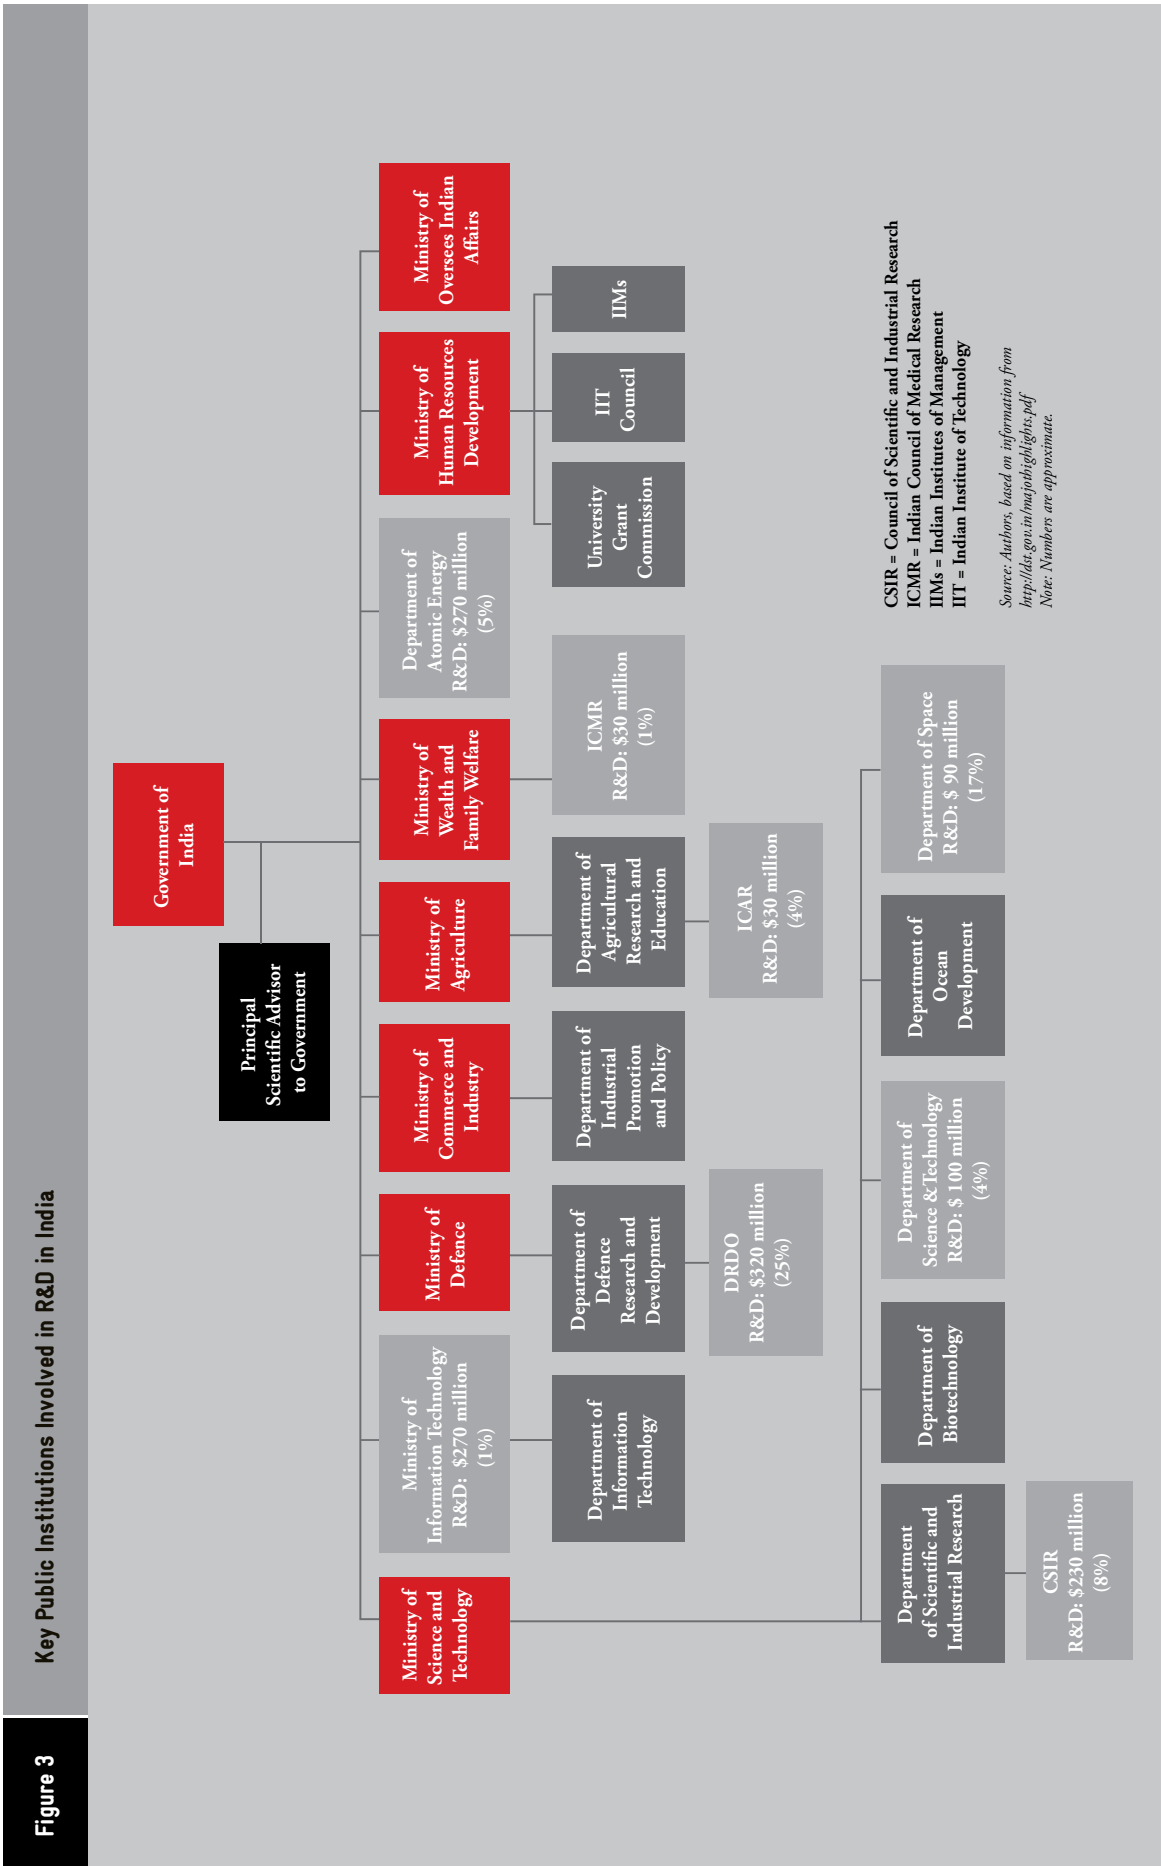 Figure 3
Key Public Institutions Involved in R&D in India
Government of
India
Principal
Scientific Advisor
to Government
Ministry of
Science and
Technology
Ministry of
Information Technology
R&D: $270 million
(1%)
Ministry of
Defence
Ministry of
Commerce and
Industry
Ministry of
Agriculture
Ministry of
Wealth and
Family Welfare
Department of
Atomic Energy
R&D: $270 million
(5%)
Ministry of
Human Resources
Development
Ministry of
Oversees Indian
Affairs
Department of
Information
Technology
Department of
Defence
Research and
Development
Department of
Industrial
Promotion
and Policy
Department of
Agricultural
Research and
Education
ICMR
R&D: $30 million
(1%)
University
Grant
Commission
IIT
Council
IIMs
DRDO
R&D: $320 million
(25%)
ICAR
R&D: $30 million
(4%)
Department
of Scientific and
Industrial Research
Department of
Biotechnology
Department of
Science &Technology
R&D: $ 100 million
(4%)
Department of
Ocean
Development
Department of Space
R&D: $ 90 million
(17%)
CSIR
R&D: $230 million
(8%)
CSIR = Council of Scientific and Industrial Research
ICMR = Indian Council of Medical Research
IIMs = Indian Institutes of Management
IIT = Indian Institute of Technology
Source: Authors, based on information from
http://dst.gov.in/majothighlights.pdf
Note: Numbers are approximate.